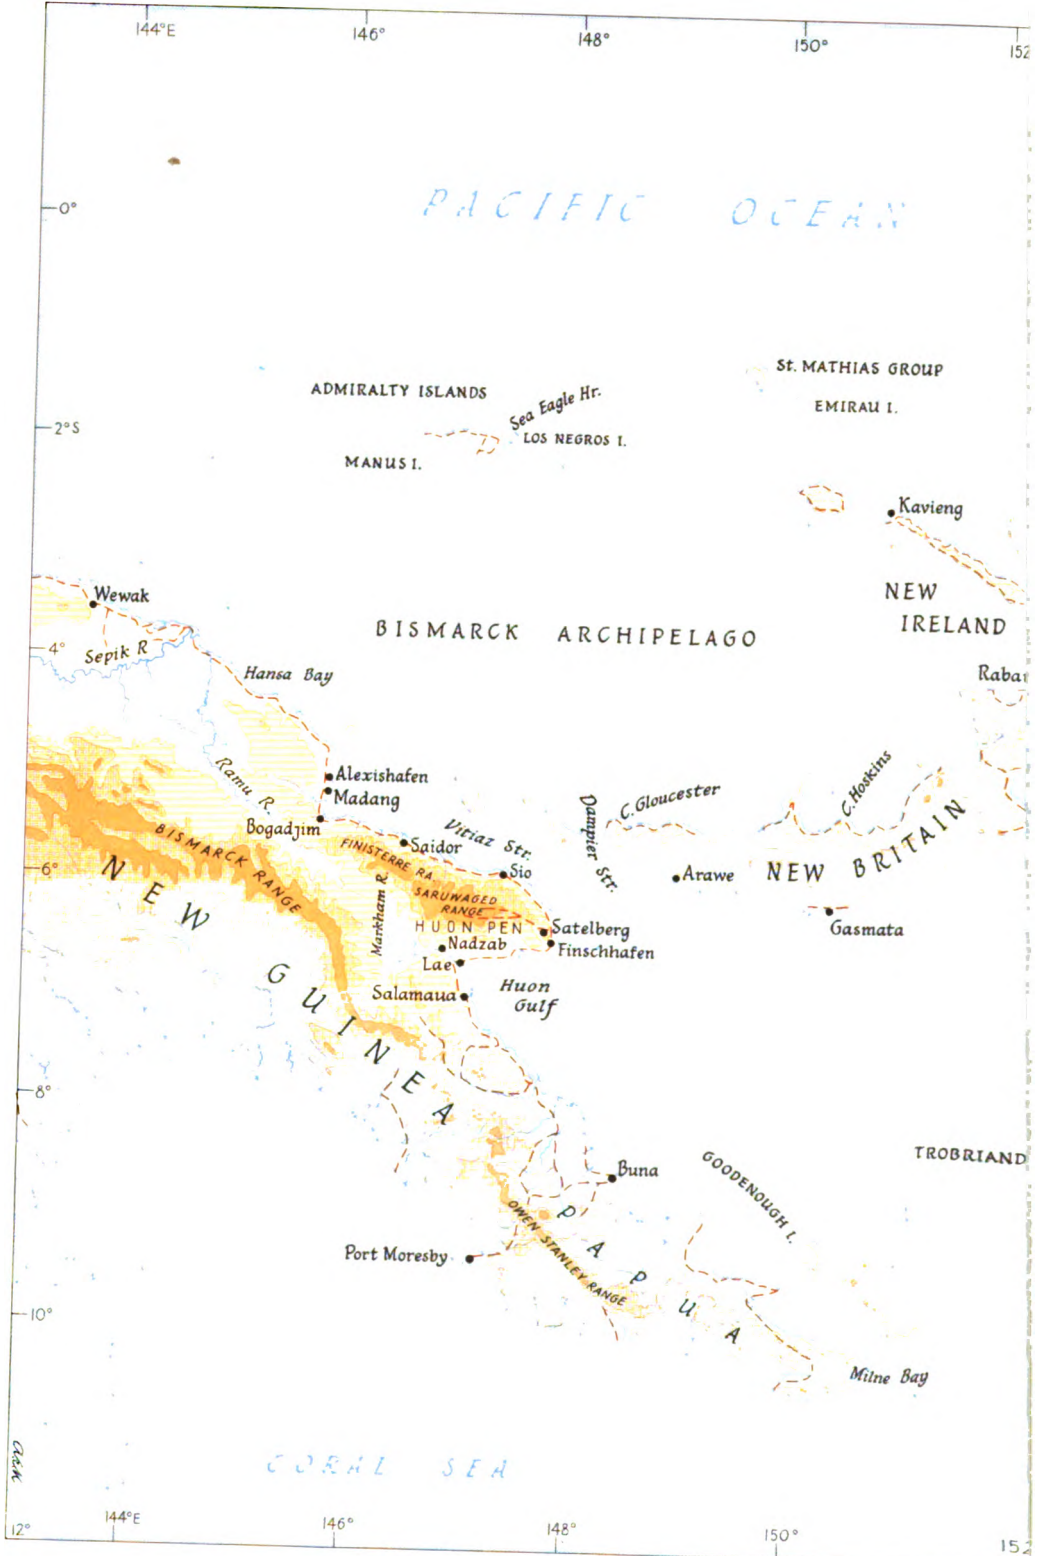 144°E 146° 148° 150° 152
0°
PACIFIC OCEAN
St. MATHIAS GROUP
ADMIRALTY ISLANDS
Sea Eagle Hr.
EMIRAU I.
2°S
LOS NEGROS I.
MANUS I.
Kavieng
NEW
IRELAND
Wewak
BISMARCK ARCHIPELAGO
4°
Sepik R
Hansa Bay
Rabau
Ramu R.
Alexishafen
Madang
Bogadjim
Vitiaz Str.
Dampier Str.
C. Gloucester
C. Hoskins
BISMARCK RANGE
FINISTERRE RA
Saidor
6°
Sio
Arawe
NEW BRITAIN
SARUWAGED
RANGE
Markham R.
HUON PEN
Satelberg
Gasmata
Nadzab
Finschhafen
Lae
Salamaua
Huon
Gulf
NEW GUINEA
8°
Buna
GOODENOUGH I.
TROBRIAND
PAPUA
OWEN STANLEY RANGE
Port Moresby
10°
Milne Bay
CORAL SEA
12° 144°E 146° 148° 150° 152